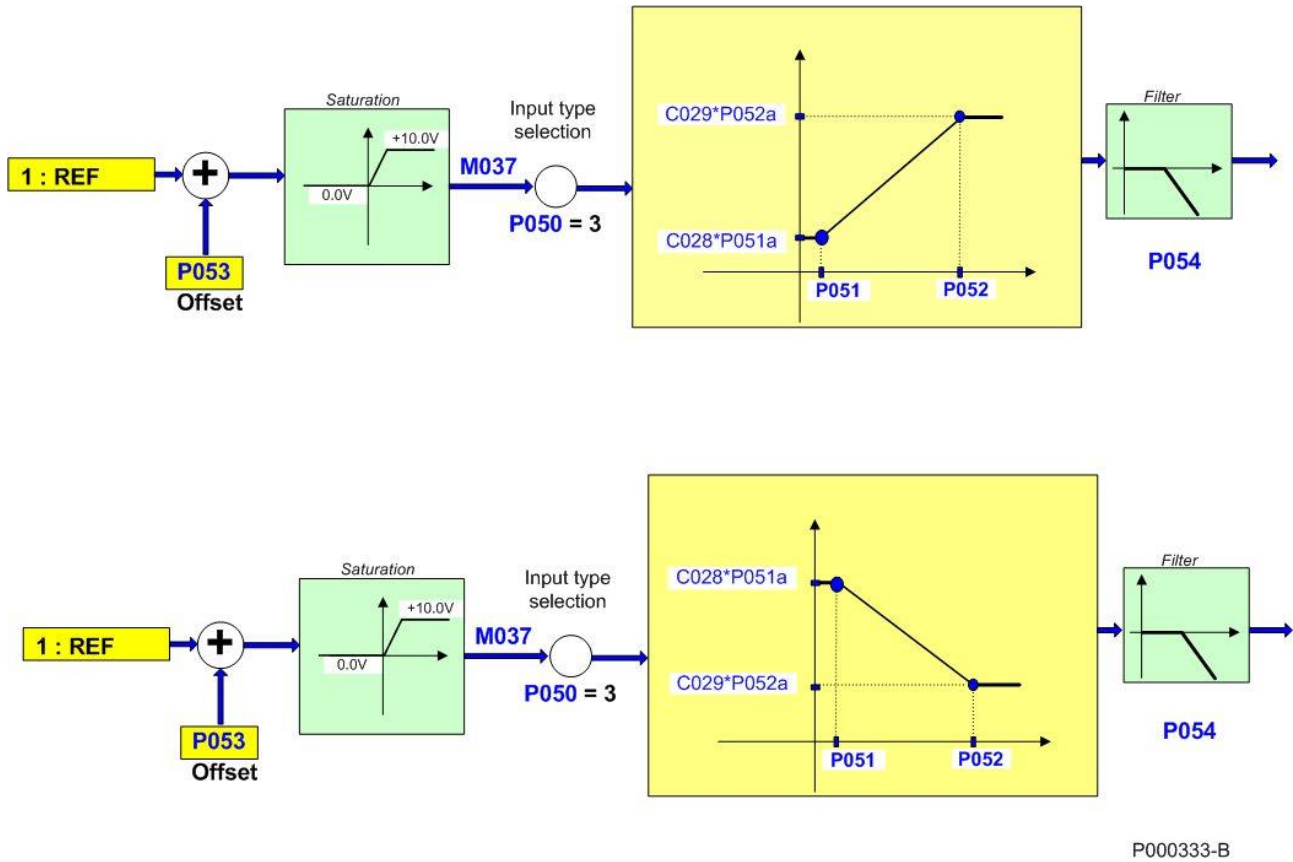 Saturation
+10.0V
0.0V
Input type
selection
M037
P050 = 3
1 : REF
+
P053
Offset
C029*P052a
C028*P051a
P051
P052
Filter
P054
Saturation
+10.0V
0.0V
Input type
selection
M037
P050 = 3
1 : REF
+
P053
Offset
C028*P051a
C029*P052a
P051
P052
Filter
P054
P000333-B